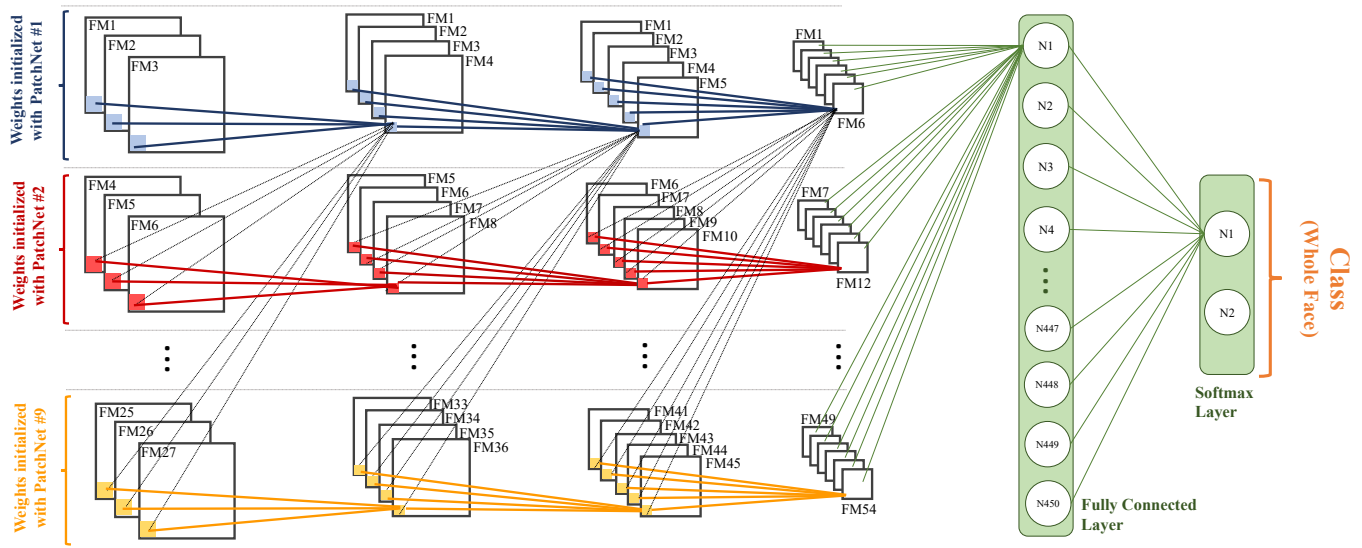 Weights initialized
with PatchNet #1
FM1
FM2
FM3
FM1
FM2
FM3
FM4
FM1
FM2
FM3
FM4
FM5
FM1
FM6
Weights initialized
with PatchNet #2
FM4
FM5
FM6
FM5
FM6
FM7
FM8
FM6
FM7
FM8
FM9
FM10
FM7
FM12
Weights initialized
with PatchNet #9
FM25
FM26
FM27
FM33
FM34
FM35
FM36
FM41
FM42
FM43
FM44
FM45
FM49
FM54
N1
N2
N3
N4
N447
N448
N449
N450
Fully Connected
Layer
N1
N2
Softmax
Layer
Class
(Whole Face)